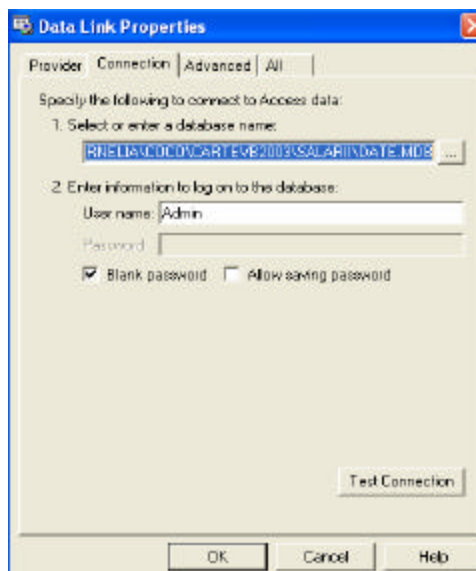 Data Link Properties
Provider Connection Advanced All
Specify the following to connect to Access data:
1. Select or enter a database name:
RNELIA\COCO\CARTEVB2003\SALARII\DATE.MDB ...
2. Enter information to log on to the database:
User name: Admin
Password:
Blank password Allow saving password
Test Connection
OK Cancel Help